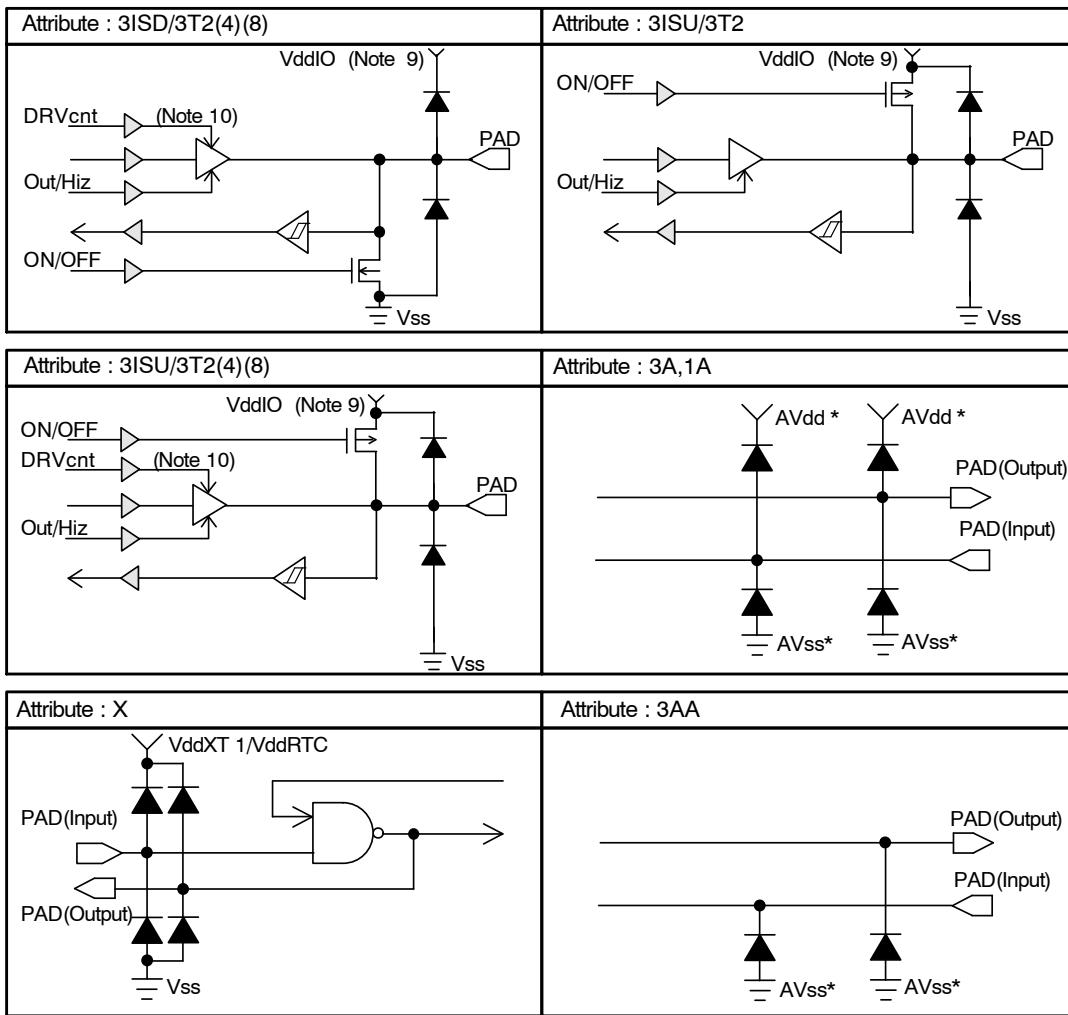 Attribute : 3ISD/3T2(4)(8)
VddIO (Note 9)
DRVcnt
(Note 10)
PAD
Out/Hiz
ON/OFF
Vss
Attribute : 3ISU/3T2
VddIO (Note 9)
ON/OFF
PAD
Out/Hiz
Vss
Attribute : 3ISU/3T2(4)(8)
VddIO (Note 9)
ON/OFF
DRVcnt
(Note 10)
PAD
Out/Hiz
Vss
Attribute : 3A,1A
AVdd * AVdd *
PAD(Output)
PAD(Input)
AVss* AVss*
Attribute : X
VddXT 1/VddRTC
PAD(Input)
PAD(Output)
Vss
Attribute : 3AA
PAD(Output)
PAD(Input)
AVss* AVss*